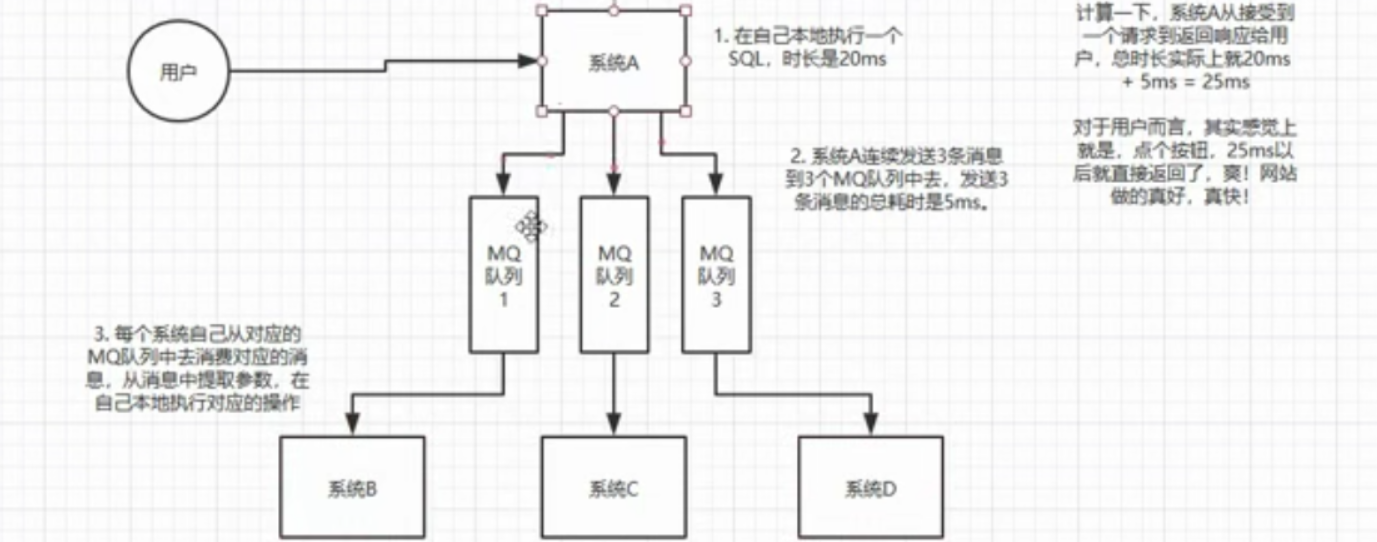 用户
系统A
1. 在自己本地执行一个
SQL，时长是20ms
计算一下，系统A从接受到
一个请求到返回响应给用
户，总时长实际上就20ms
+ 5ms = 25ms
对于用户而言，其实感觉上
就是，点个按钮，25ms以
后就直接返回了，爽！网站
做的真好，真快！
2. 系统A连续发送3条消息
到3个MQ队列中去，发送3
条消息的总耗时是5ms。
MQ
队列
1
MQ
队列
2
MQ
队列
3
3. 每个系统自己从对应的
MQ队列中去消费对应的消
息，从消息中提取参数，在
自己本地执行对应的操作
系统B
系统C
系统D